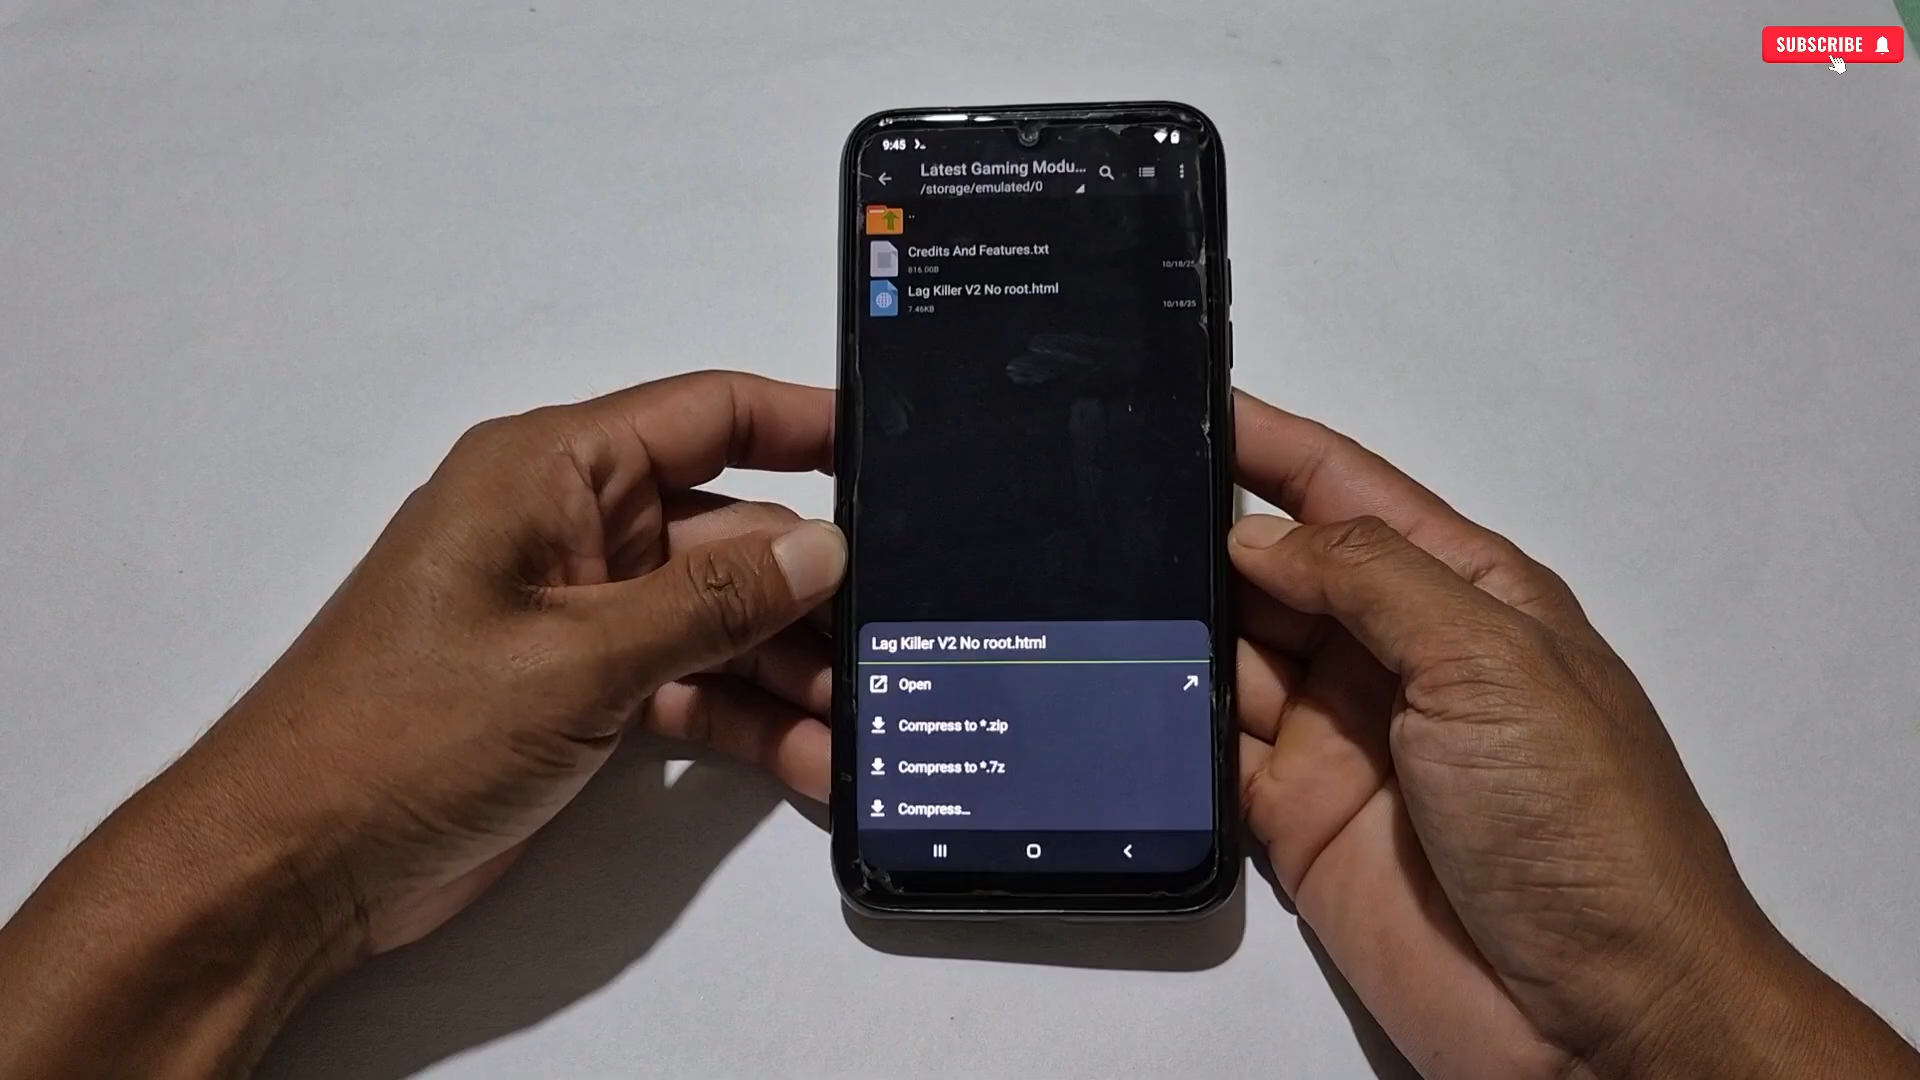 SUBSCRIBE
9:45
Latest Gaming Modu...
/storage/emulated/0
..
Credits And Features.txt
816.00B
10/18/25
Lag Killer V2 No root.html
7.46KB
10/18/25
Lag Killer V2 No root.html
Open
Compress to *.zip
Compress to *.7z
Compress...